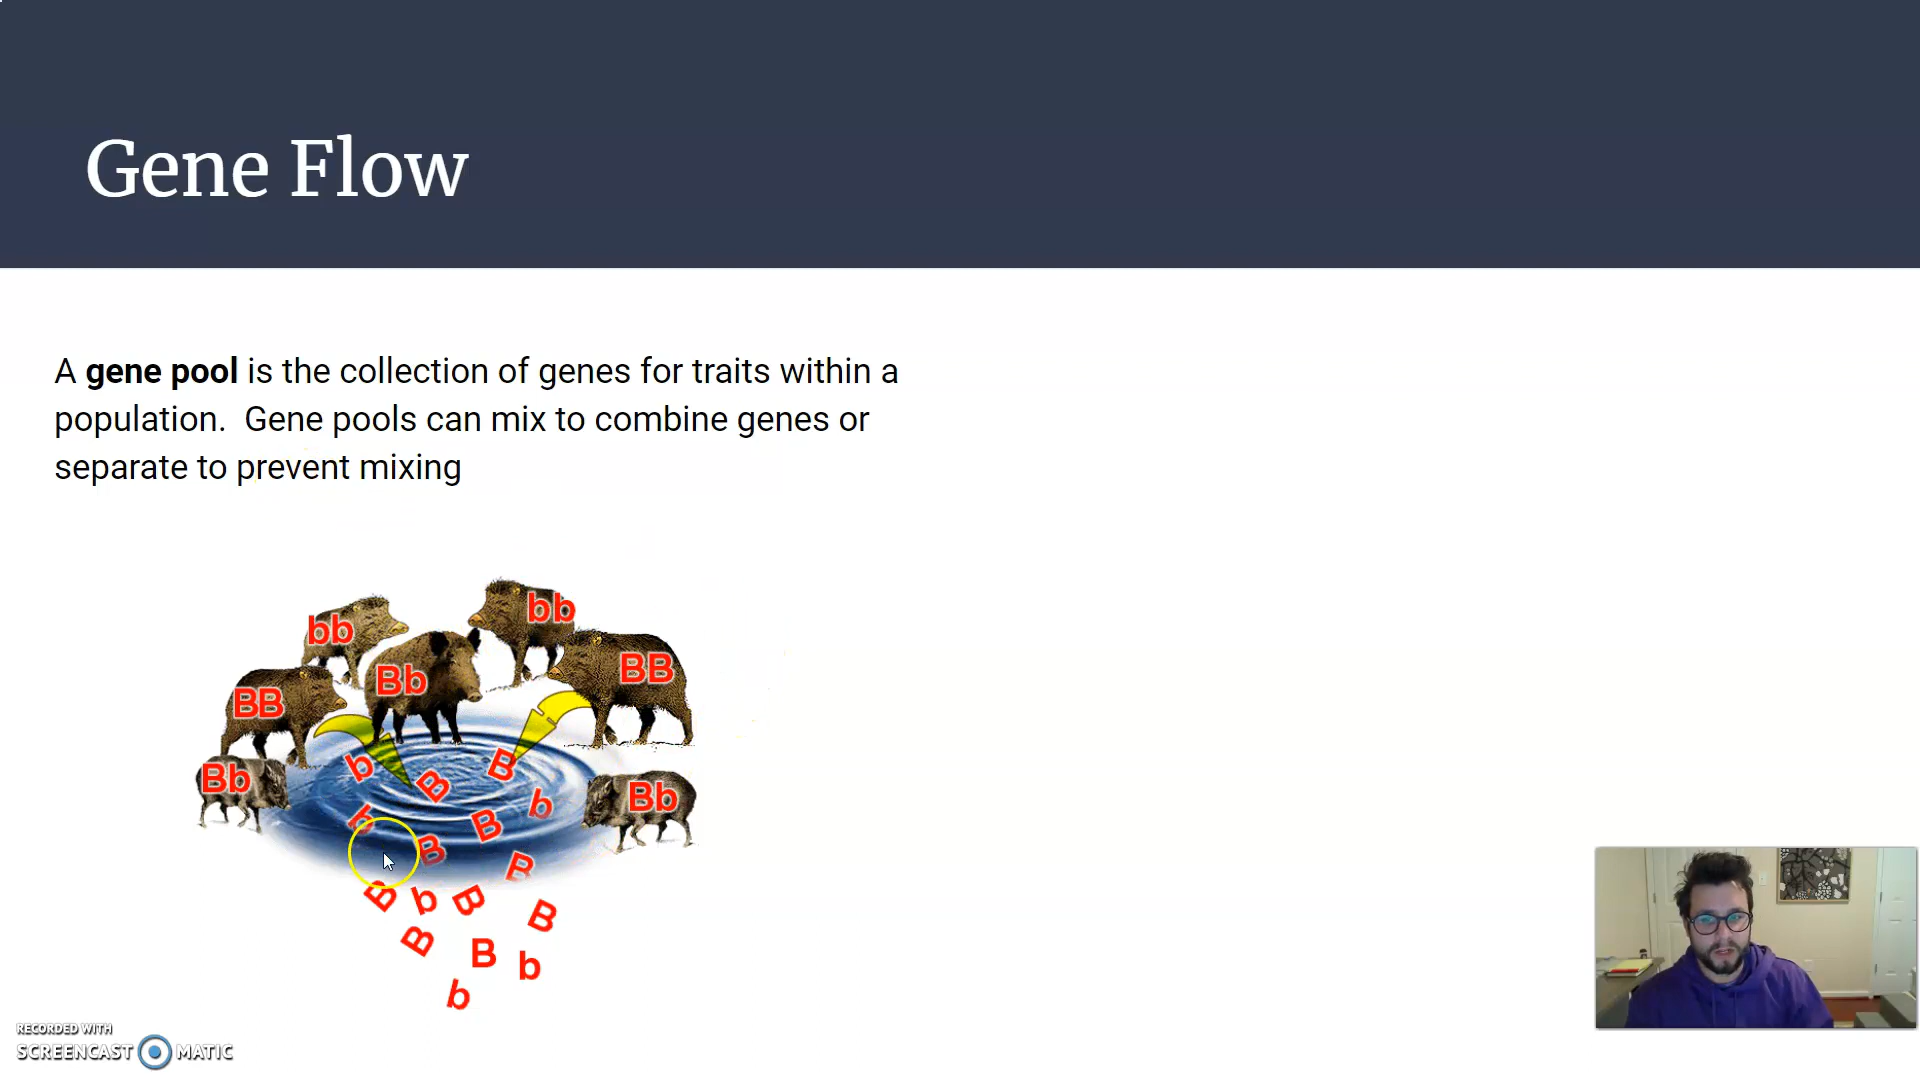 Gene Flow
A gene pool is the collection of genes for traits within a
population. Gene pools can mix to combine genes or
separate to prevent mixing
bb
bb
Bb
BB
BB
Bb
Bb
b
B
B
b
b
B
B
B
B
b
B
B
B
B
b
b
RECORDED WITH
SCREENCAST MATIC